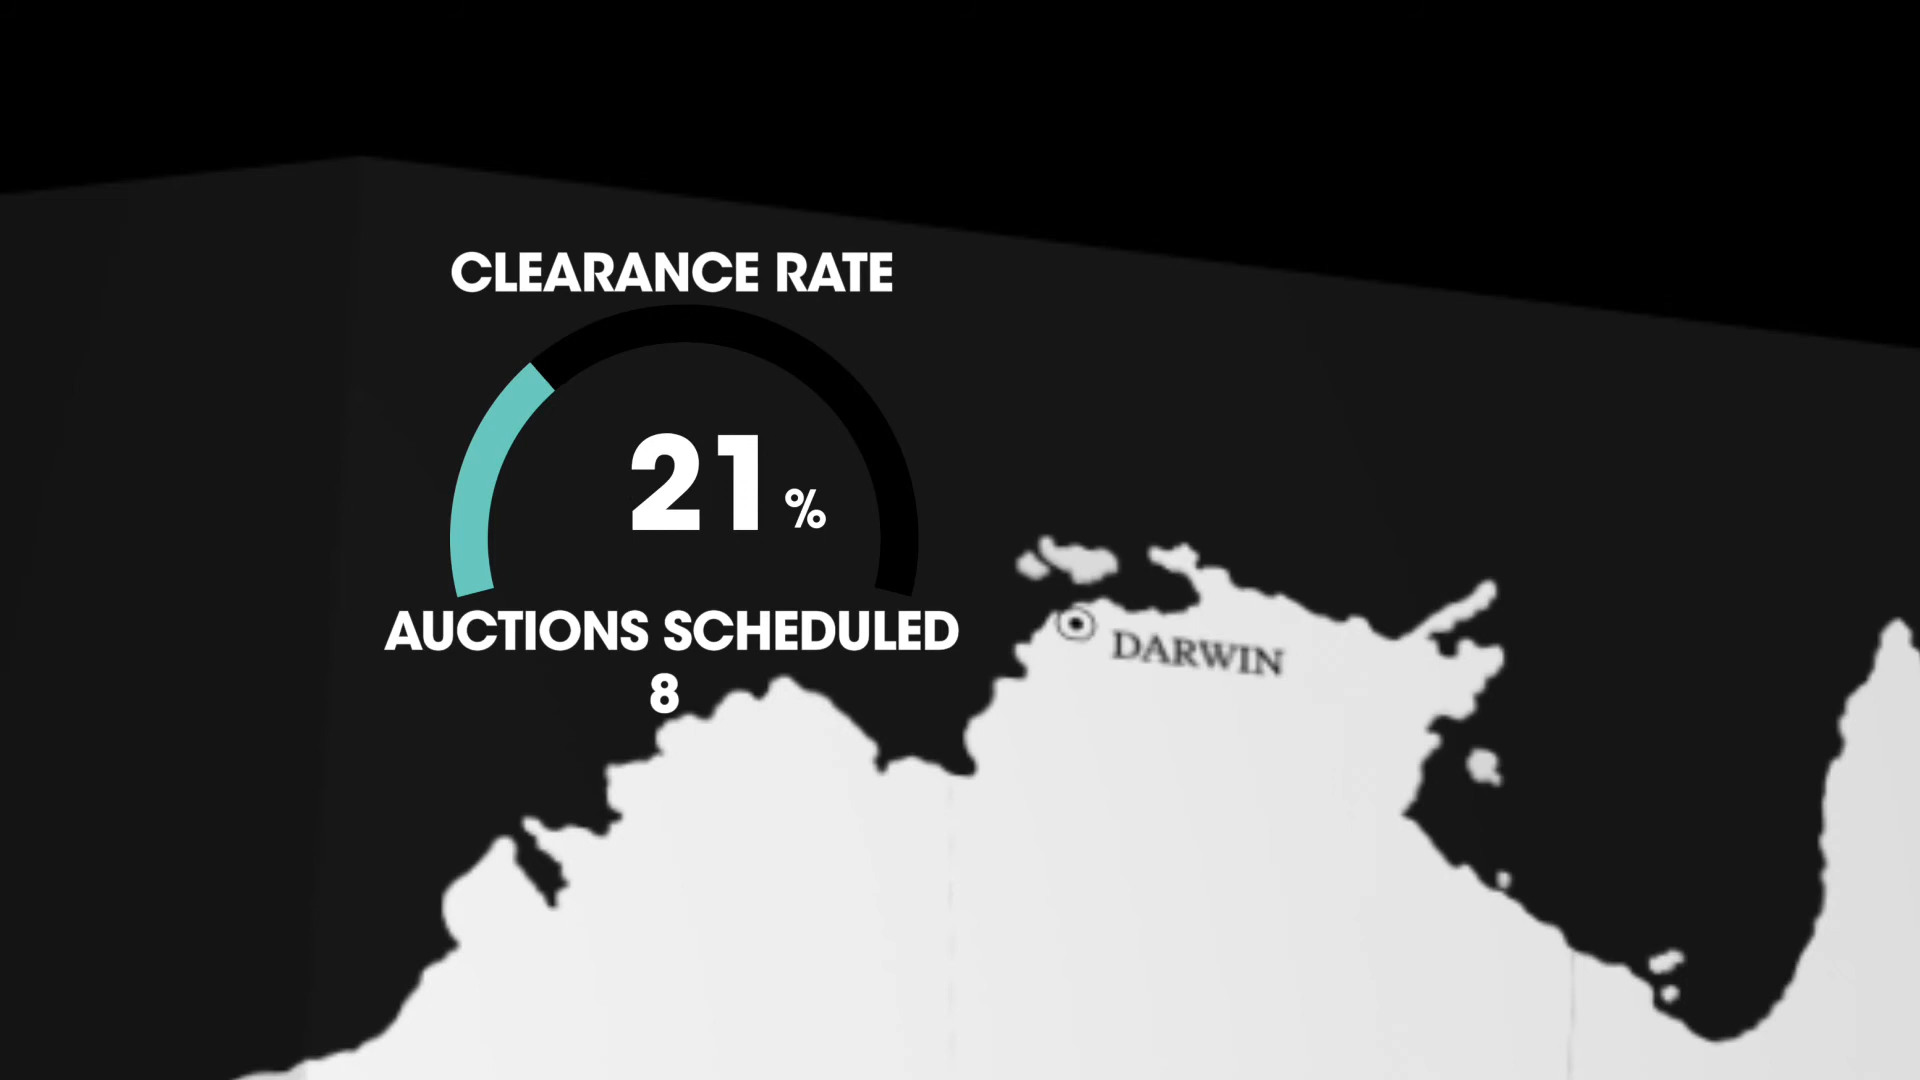 CLEARANCE RATE
21 %
AUCTIONS SCHEDULED
8
DARWIN